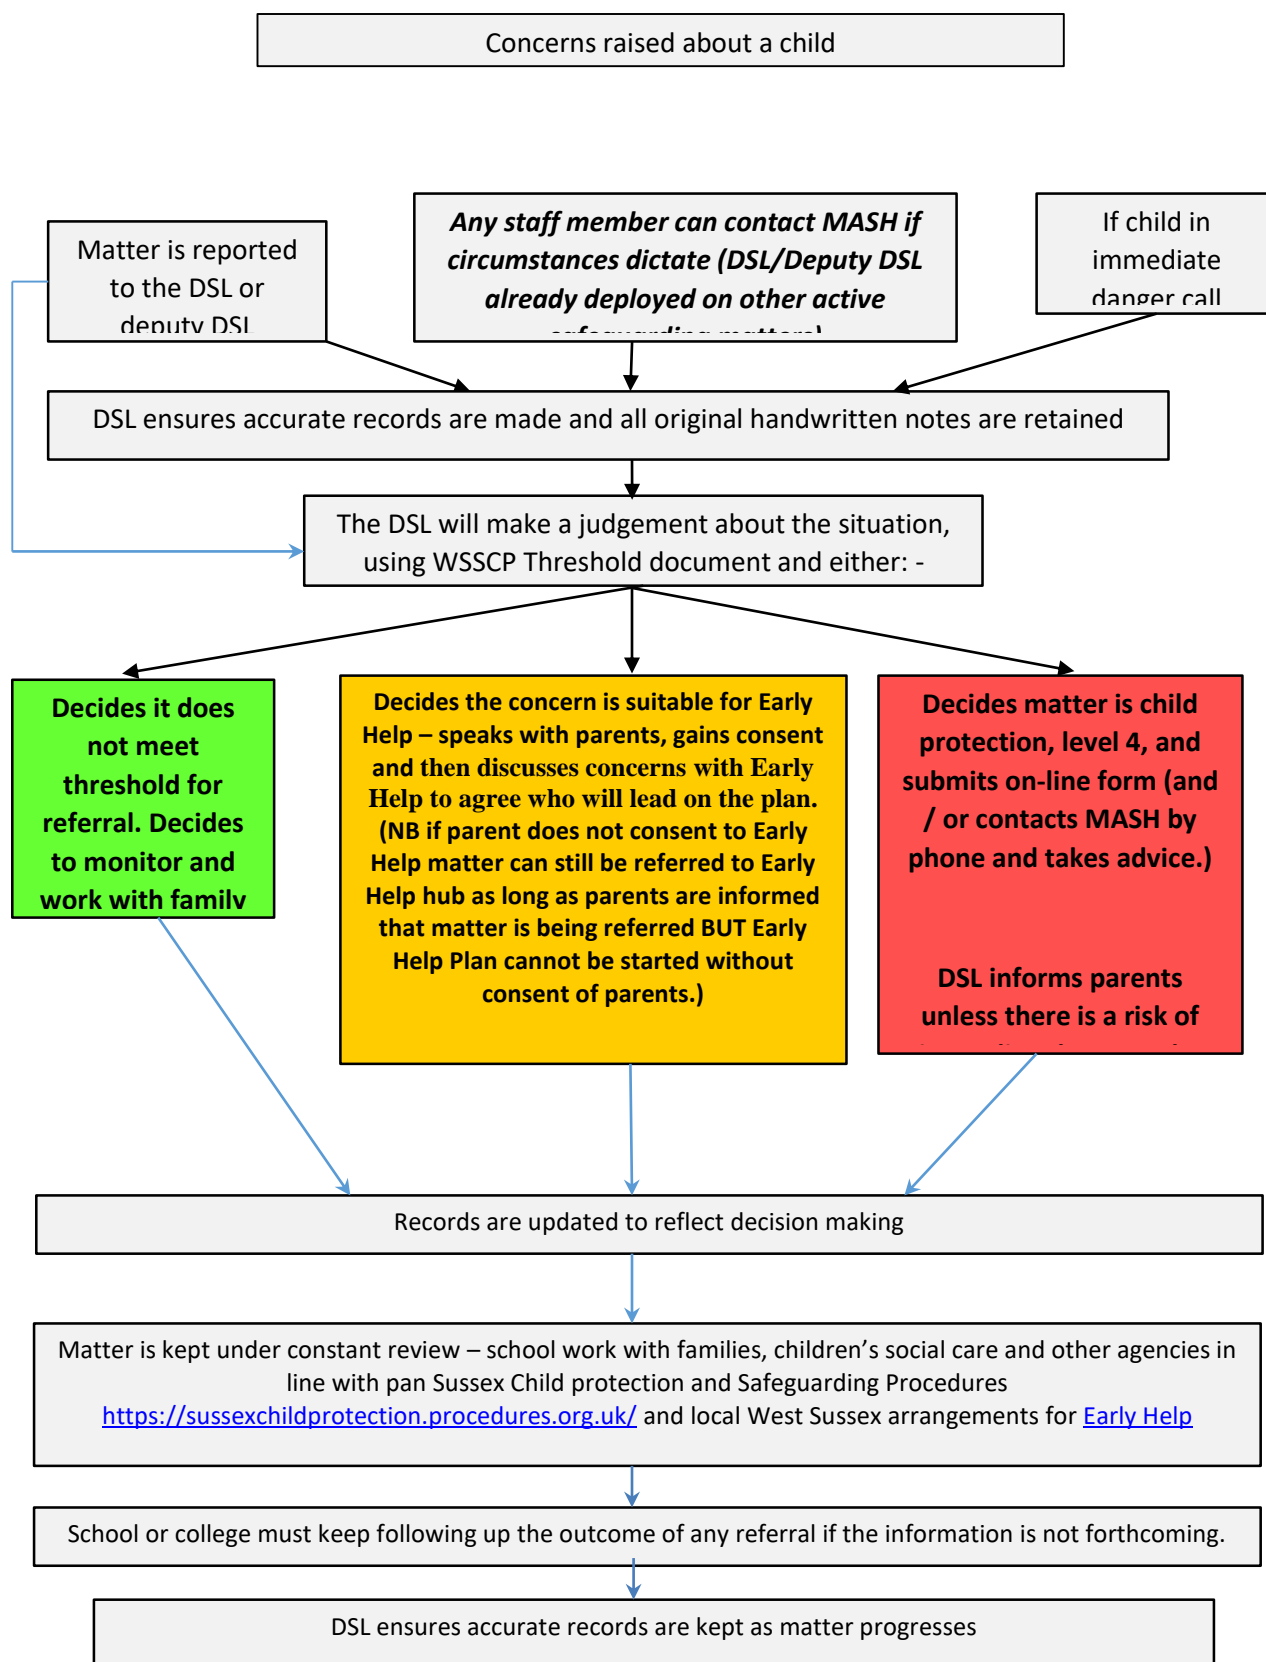 Concerns raised about a child
Matter is reported
to the DSL or
deputy DSL
Any staff member can contact MASH if
circumstances dictate (DSL/Deputy DSL
already deployed on other active
safeguarding matters)
If child in
immediate
danger call
DSL ensures accurate records are made and all original handwritten notes are retained
The DSL will make a judgement about the situation,
using WSSCP Threshold document and either: -
Decides it does
not meet
threshold for
referral. Decides
to monitor and
work with family
Decides the concern is suitable for Early
Help – speaks with parents, gains consent
and then discusses concerns with Early
Help to agree who will lead on the plan.
(NB if parent does not consent to Early
Help matter can still be referred to Early
Help hub as long as parents are informed
that matter is being referred BUT Early
Help Plan cannot be started without
consent of parents.)
Decides matter is child
protection, level 4, and
submits on-line form (and
/ or contacts MASH by
phone and takes advice.)
DSL informs parents
unless there is a risk of
Records are updated to reflect decision making
Matter is kept under constant review – school work with families, children’s social care and other agencies in
line with pan Sussex Child protection and Safeguarding Procedures
https://sussexchildprotection.procedures.org.uk/ and local West Sussex arrangements for Early Help
School or college must keep following up the outcome of any referral if the information is not forthcoming.
DSL ensures accurate records are kept as matter progresses